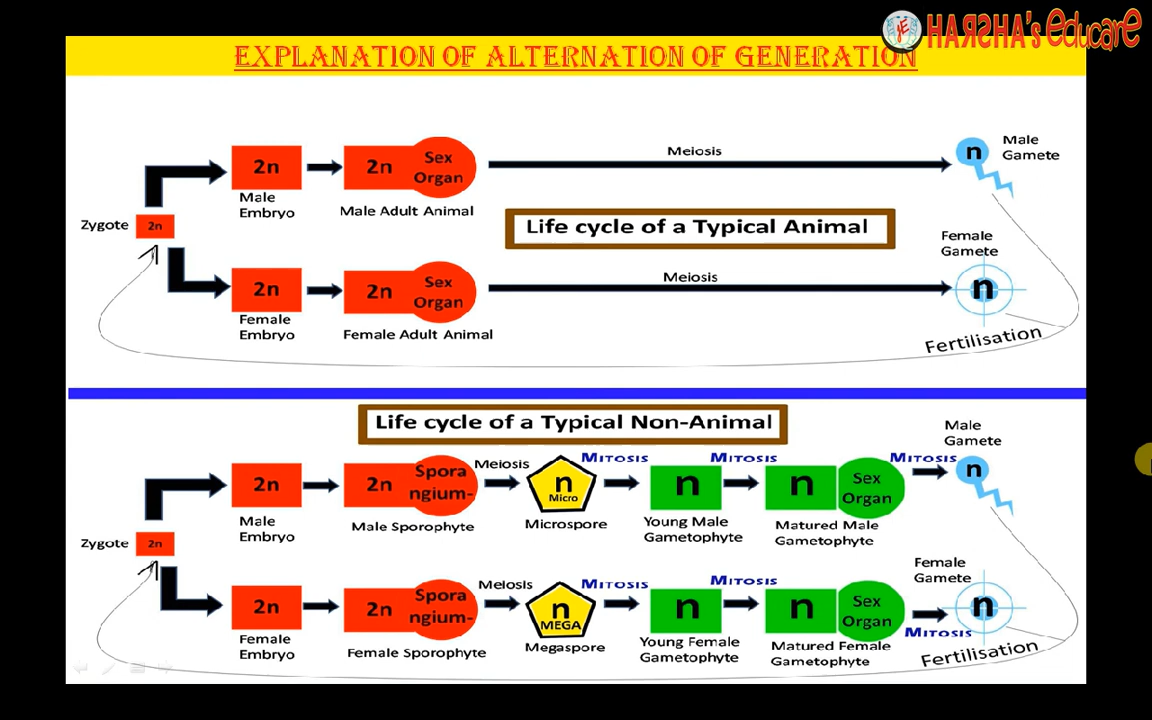 HARSHA's educare
EXPLANATION OF ALTERNATION OF GENERATION
Meiosis
n
Male
Gamete
2n
2n
Sex
Organ
Male
Embryo
Male Adult Animal
Zygote
2n
Life cycle of a Typical Animal
Female
Gamete
Meiosis
n
2n
2n
Sex
Organ
Female
Embryo
Female Adult Animal
Fertilisation
Life cycle of a Typical Non-Animal
Male
Gamete
2n
2n
Spora
ngium-
Meiosis
n
Micro
MITOSIS
n
MITOSIS
n
Sex
Organ
MITOSIS
n
Male
Embryo
Male Sporophyte
Microspore
Young Male
Gametophyte
Matured Male
Gametophyte
Zygote
2n
Female
Gamete
2n
2n
Spora
ngium-
Meiosis
n
MEGA
MITOSIS
n
MITOSIS
n
Sex
Organ
MITOSIS
n
Female
Embryo
Female Sporophyte
Megaspore
Young Female
Gametophyte
Matured Female
Gametophyte
Fertilisation